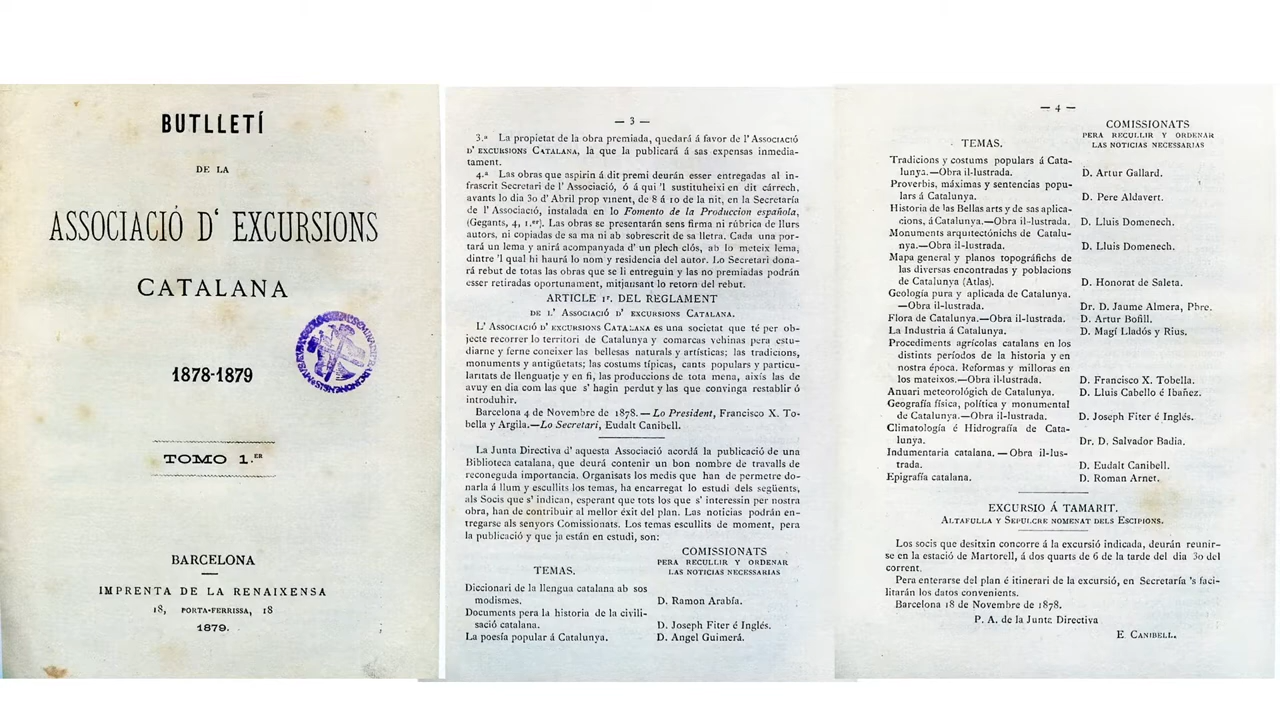 BUTLLETÍ
DE LA
ASSOCIACIÓ D' EXCURSIONS
CATALANA
1878-1879
TOMO 1.ER
BARCELONA
IMPRENTA DE LA RENAIXENSA
18, PORTA-FERRISSA, 18
1879.
— 3 —
3.ª La propietat de la obra premiada, quedará á favor de l' ASSOCIACIÓ
D' EXCURSIONS CATALANA, la que la publicará á sas expensas inmedia-
tament.
4.ª Las obras que aspirin á dit premi deurán esser entregadas al in-
frascrit Secretari de l' Associació, ó á qui 'l sustituheixi en dit cárrech,
avants lo dia 30 d' Abril prop vinent, de 8 á 10 de la nit, en la Secretaría
de l' Associació, instalada en lo Fomento de la Produccion española,
(Gegants, 4, 1.er). Las obras se presentarán sens firma ni rúbrica de llurs
autors, ni copiadas de sa ma ni ab sobrescrit de sa lletra. Cada una por-
tará un lema y anirá acompanyada d' un plech clós, ab lo meteix lema,
dintre 'l qual hi haurá lo nom y residencia del autor. Lo Secretari dona-
rá rebut de totas las obras que se li entreguin y las no premiadas podrán
esser retiradas oportunament, mitjansant lo retorn del rebut.
ARTICLE 1r. DEL REGLAMENT
DE L' ASSOCIACIÓ D' EXCURSIONS CATALANA.
L' ASSOCIACIÓ D' EXCURSIONS CATALANA es una societat que té per ob-
jecte recorrer lo territori de Catalunya y comarcas vehinas pera estu-
diarne y ferne coneixer las bellesas naturals y artísticas; las tradicions,
monuments y antigüetats; las costums típicas, cants populars y particu-
laritats de llenguatje y en fi, las produccions de tota mena, aixís las de
avuy en dia com las que s' hagin perdut y las que convinga restablir ó
introduhir.
Barcelona 4 de Novembre de 1878.—Lo President, Francisco X. To-
bella y Argila.—Lo Secretari, Eudalt Canibell.
La Junta Directiva d' aquesta Associació acordá la publicació de una
Biblioteca catalana, que deurá contenir un bon nombre de travalls de
reconeguda importancia. Organisats los medis que han de permetre do-
narla á llum y escullits los temas, ha encarregat lo estudi dels següents,
als Socis que s' indican, esperant que tots los que s' interessin per nostra
obra, han de contribuir al mellor éxit del plan. Las noticias podrán en-
tregarse als senyors Comissionats. Los temas escullits de moment, pera
la publicació y que ja están en estudi, son:
COMISSIONATS
PERA RECULLIR Y ORDENAR
TEMAS. LAS NOTICIAS NECESSARIAS
Diccionari de la llengua catalana ab sos
modismes. D. Ramon Arabía.
Documents pera la historia de la civili-
sació catalana. D. Joseph Fiter é Inglés.
La poesía popular á Catalunya. D. Angel Guimerá.
— 4 —
COMISSIONATS
PERA RECULLIR Y ORDENAR
TEMAS. LAS NOTICIAS NECESSARIAS
Tradicions y costums populars á Cata-
lunya.—Obra il-lustrada. D. Artur Gallard.
Proverbis, máximas y sentencias popu-
lars á Catalunya. D. Pere Aldavert.
Historia de las Bellas arts y de sas aplica-
cions, á Catalunya.—Obra il-lustrada. D. Lluis Domenech.
Monuments arquitectónichs de Catalu-
nya.—Obra il-lustrada. D. Lluis Domenech.
Mapa general y planos topográfichs de
las diversas encontradas y poblacions
de Catalunya (Atlas). D. Honorat de Saleta.
Geología pura y aplicada de Catalunya.
—Obra il-lustrada. Dr. D. Jaume Almera, Pbre.
Flora de Catalunya.—Obra il-lustrada. D. Artur Bofill.
La Industria á Catalunya. D. Magí Lladós y Rius.
Procediments agrícolas catalans en los
distints períodos de la historia y en
nostra época. Reformas y milloras en
los mateixos.—Obra il-lustrada. D. Francisco X. Tobella.
Anuari meteorológich de Catalunya. D. Lluis Cabello é Ibañez.
Geografía física, política y monumental
de Catalunya.—Obra il-lustrada. D. Joseph Fiter é Inglés.
Climatología é Hidrografía de Cata-
lunya. Dr. D. Salvador Badia.
Indumentaria catalana.—Obra il-lus-
trada. D. Eudalt Canibell.
Epigrafía catalana. D. Roman Arnet.
EXCURSIO Á TAMARIT.
ALTAFULLA Y SEPULCRE NOMENAT DELS ESCIPIONS.
Los socis que desitxin concorre á la excursió indicada, deurán reunir-
se en la estació de Martorell, á dos quarts de 6 de la tarde del dia 30 del
corrent.
Pera enterarse del plan é itinerari de la excursió, en Secretaría 's faci-
litarán los datos convenients.
Barcelona 18 de Novembre de 1878.
P. A. de la Junta Directiva
E CANIBELL.